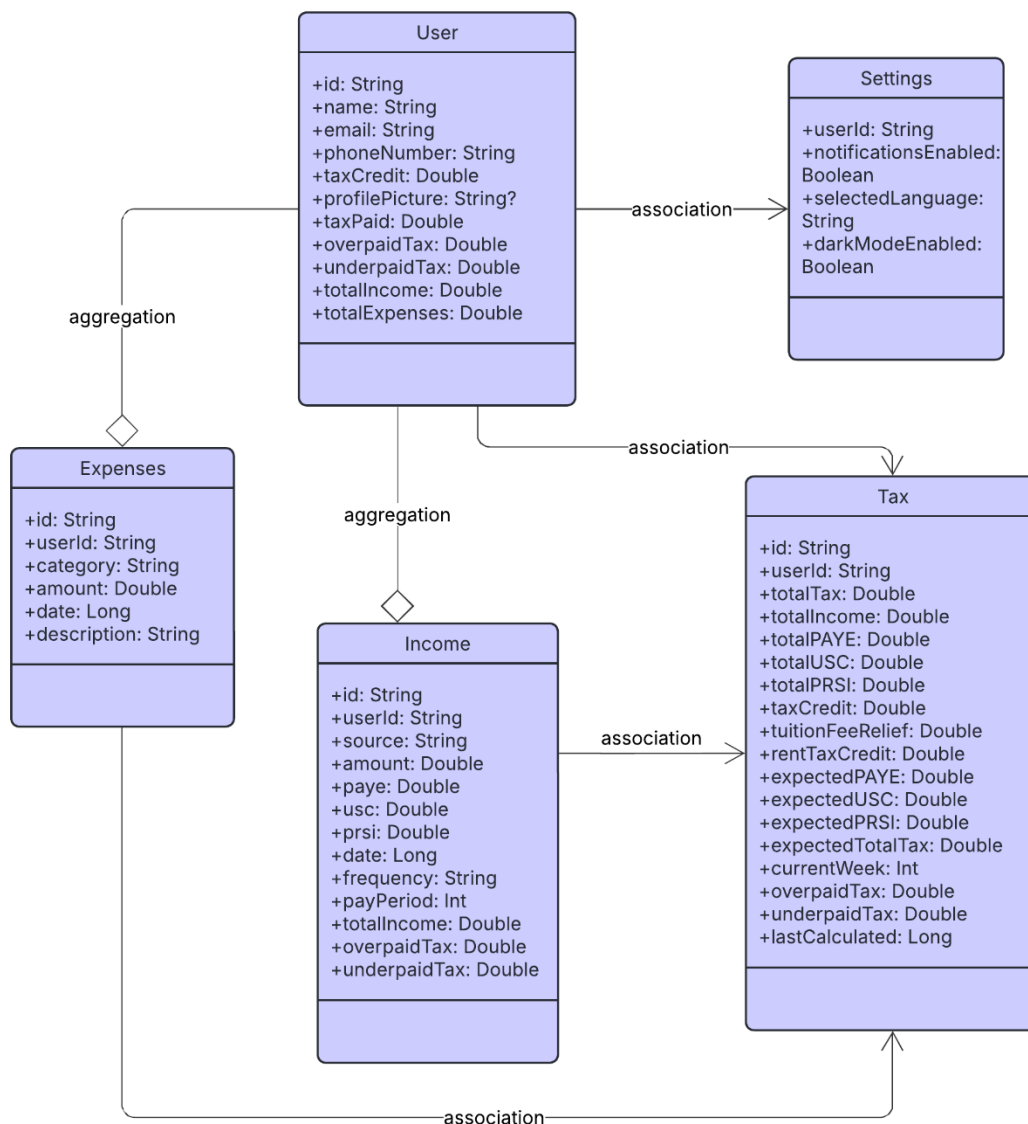 User
+id: String
+name: String
+email: String
+phoneNumber: String
+taxCredit: Double
+profilePicture: String?
+taxPaid: Double
+overpaidTax: Double
+underpaidTax: Double
+totalIncome: Double
+totalExpenses: Double
Settings
+userId: String
+notificationsEnabled:
Boolean
+selectedLanguage:
String
+darkModeEnabled:
Boolean
association
aggregation
association
aggregation
Expenses
+id: String
+userId: String
+category: String
+amount: Double
+date: Long
+description: String
Income
+id: String
+userId: String
+source: String
+amount: Double
+paye: Double
+usc: Double
+prsi: Double
+date: Long
+frequency: String
+payPeriod: Int
+totalIncome: Double
+overpaidTax: Double
+underpaidTax: Double
association
Tax
+id: String
+userId: String
+totalTax: Double
+totalIncome: Double
+totalPAYE: Double
+totalUSC: Double
+totalPRSI: Double
+taxCredit: Double
+tuitionFeeRelief: Double
+rentTaxCredit: Double
+expectedPAYE: Double
+expectedUSC: Double
+expectedPRSI: Double
+expectedTotalTax: Double
+currentWeek: Int
+overpaidTax: Double
+underpaidTax: Double
+lastCalculated: Long
association